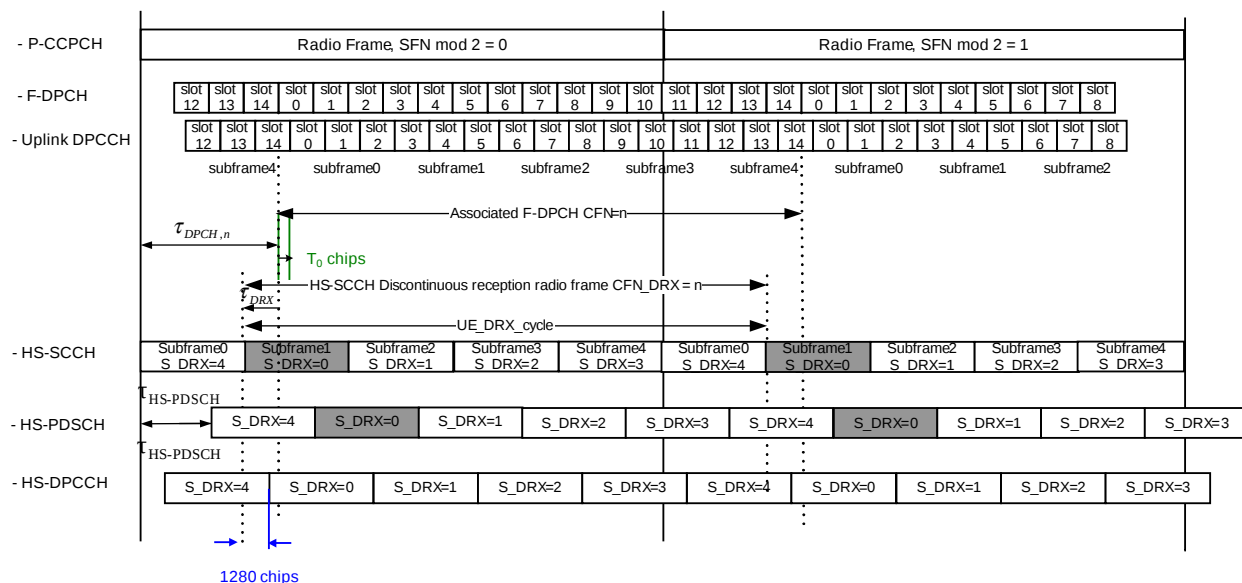 - P-CCPCH
Radio Frame, SFN mod 2 = 0
Radio Frame, SFN mod 2 = 1
- F-DPCH
slot 12 slot 13 slot 14 slot 0 slot 1 slot 2 slot 3 slot 4 slot 5 slot 6 slot 7 slot 8 slot 9 slot 10 slot 11 slot 12 slot 13 slot 14 slot 0 slot 1 slot 2 slot 3 slot 4 slot 5 slot 6 slot 7 slot 8
- Uplink DPCCH
slot 12 slot 13 slot 14 slot 0 slot 1 slot 2 slot 3 slot 4 slot 5 slot 6 slot 7 slot 8 slot 9 slot 10 slot 11 slot 12 slot 13 slot 14 slot 0 slot 1 slot 2 slot 3 slot 4 slot 5 slot 6 slot 7 slot 8
subframe4 subframe0 subframe1 subframe2 subframe3 subframe4 subframe0 subframe1 subframe2
Associated F-DPCH CFN=n
τDPCH,n
T0 chips
HS-SCCH Discontinuous reception radio frame CFN_DRX = n
τDRX
UE_DRX_cycle
- HS-SCCH
Subframe0 Subframe1 Subframe2 Subframe3 Subframe4 Subframe0 Subframe1 Subframe2 Subframe3 Subframe4
S_DRX=4 S_DRX=0 S_DRX=1 S_DRX=2 S_DRX=3 S_DRX=4 S_DRX=0 S_DRX=1 S_DRX=2 S_DRX=3
τHS-PDSCH
- HS-PDSCH
S_DRX=4 S_DRX=0 S_DRX=1 S_DRX=2 S_DRX=3 S_DRX=4 S_DRX=0 S_DRX=1 S_DRX=2 S_DRX=3
τHS-PDSCH
- HS-DPCCH
S_DRX=4 S_DRX=0 S_DRX=1 S_DRX=2 S_DRX=3 S_DRX=4 S_DRX=0 S_DRX=1 S_DRX=2 S_DRX=3
1280 chips